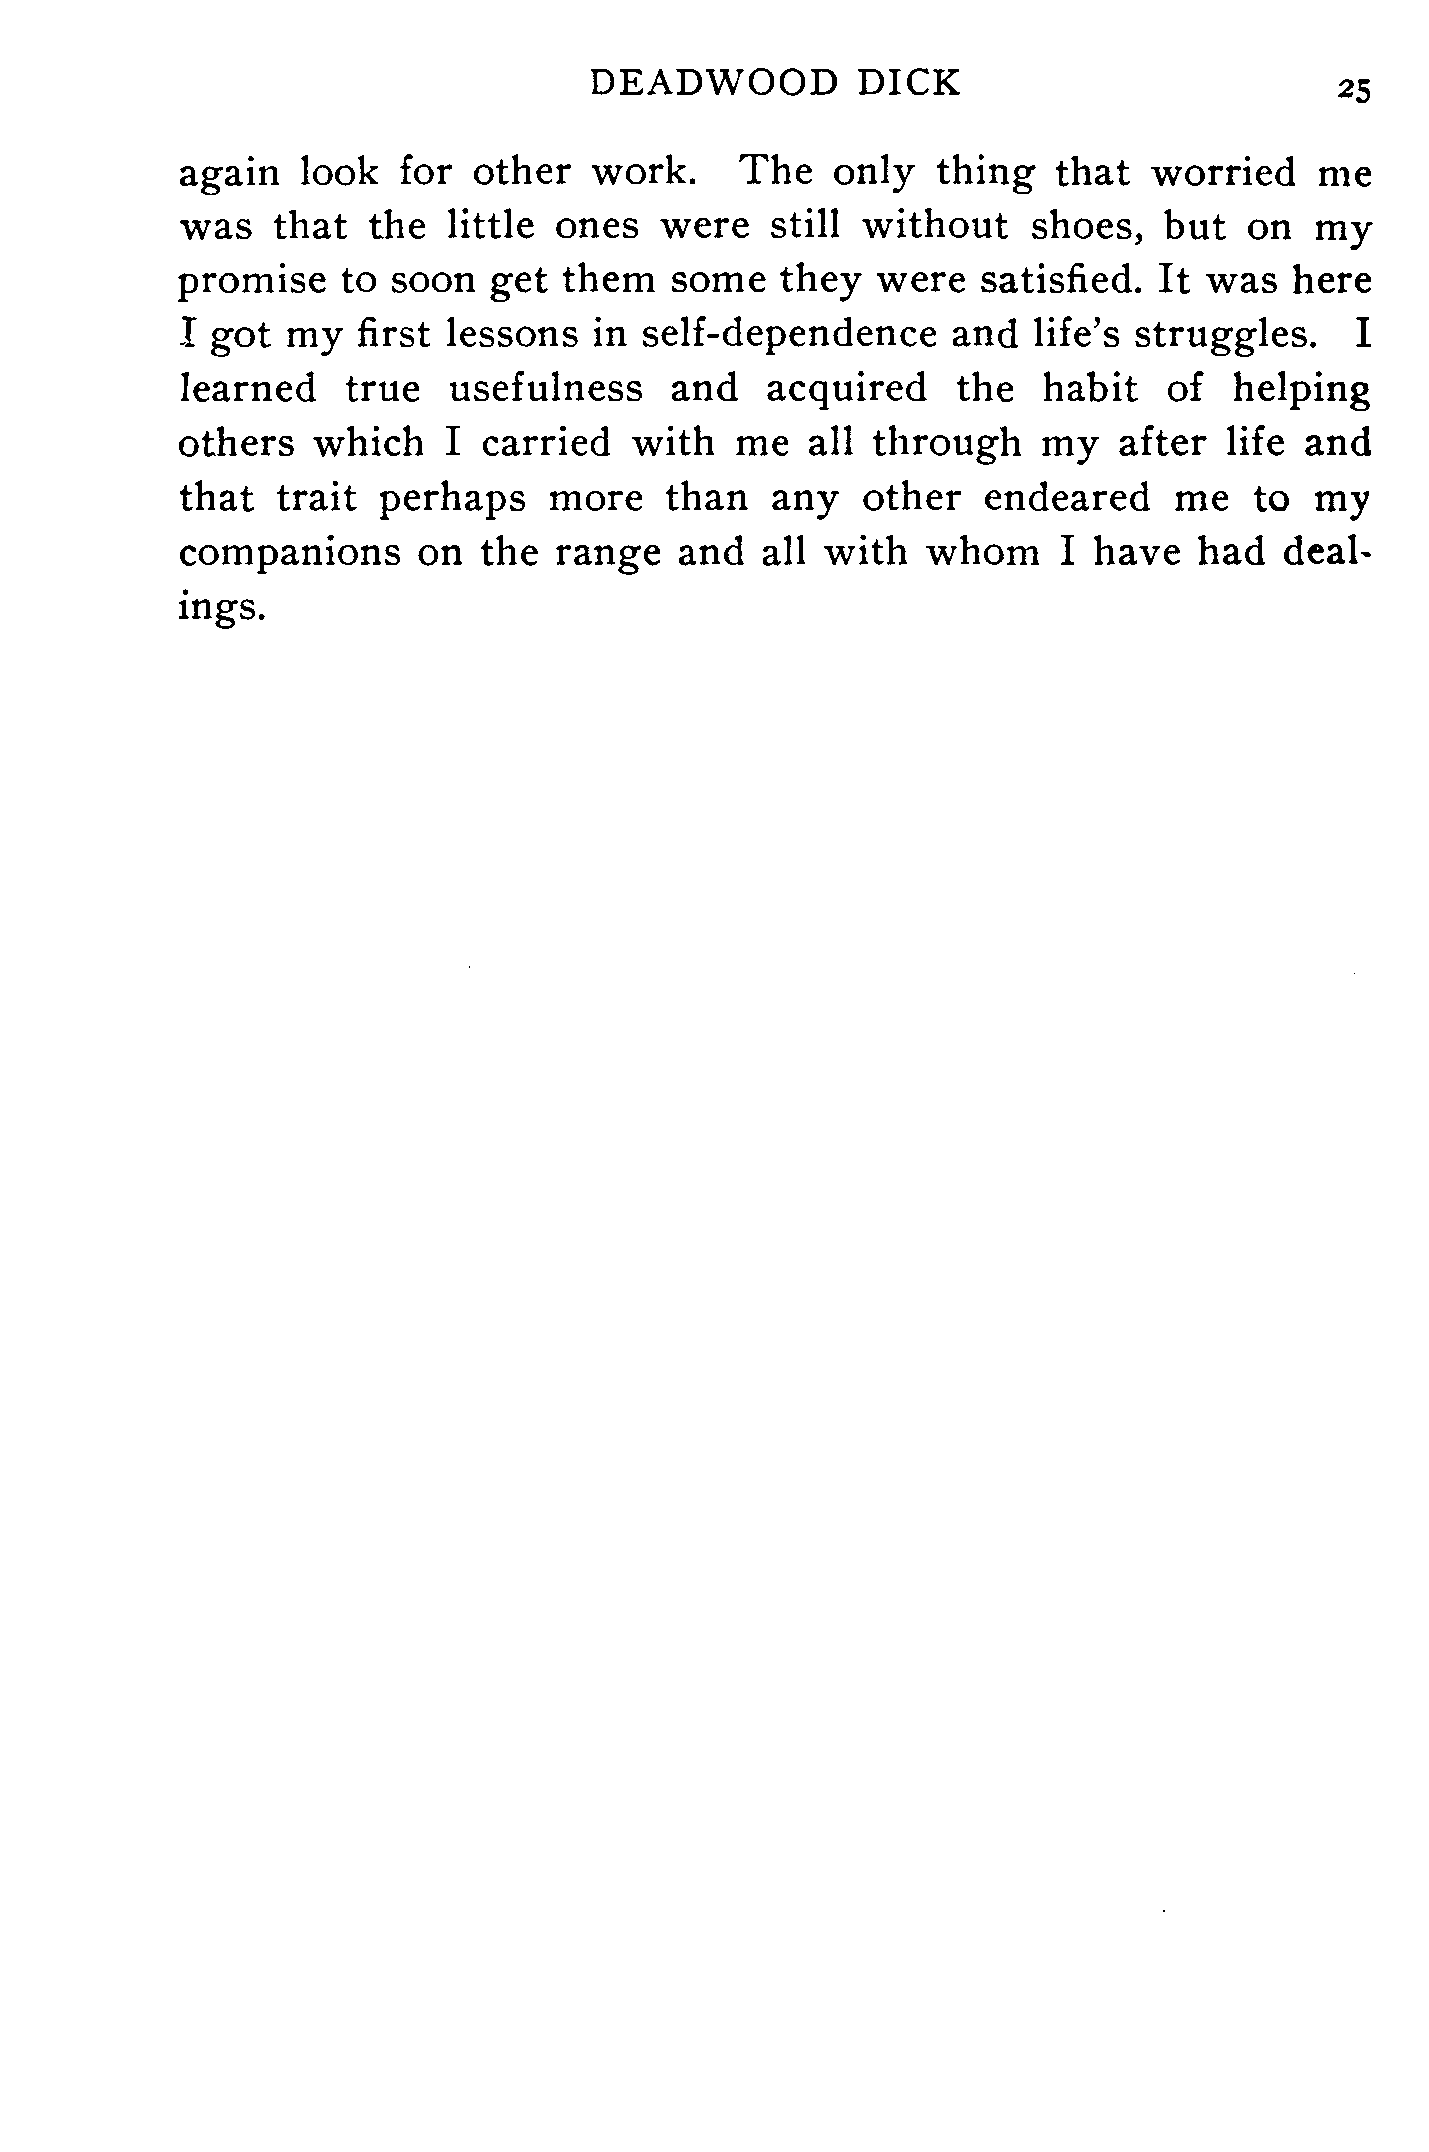 DEADWOOD DICK 25
again look for other work. The only thing that worried me
was that the little ones were still without shoes, but on my
promise to soon get them some they were satisfied. It was here
I got my first lessons in self-dependence and life's struggles. I
learned true usefulness and acquired the habit of helping
others which I carried with me all through my after life and
that trait perhaps more than any other endeared me to my
companions on the range and all with whom I have had deal-
ings.